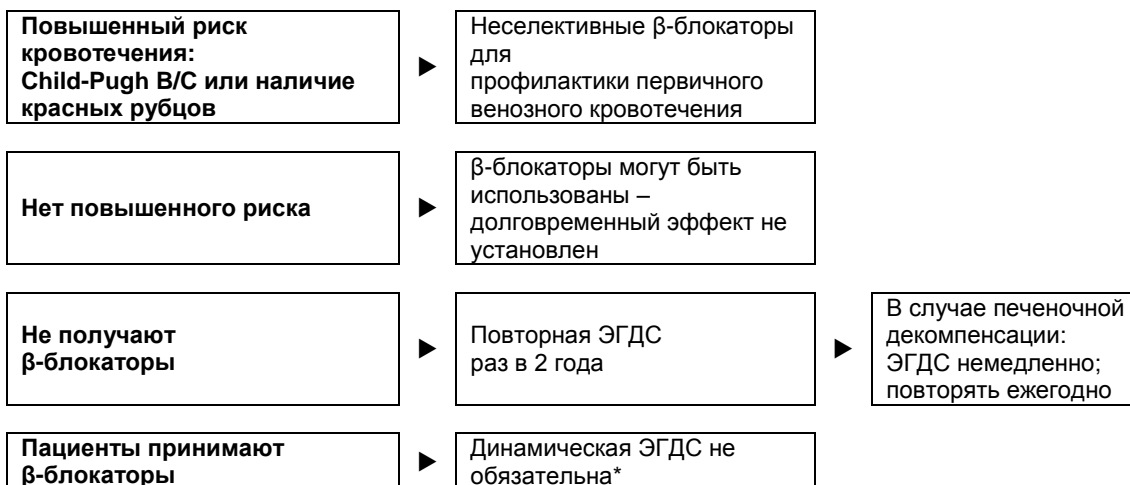 Повышенный риск
кровотечения:
Child-Pugh B/C или наличие
красных рубцов
Неселективные β-блокаторы
для
профилактики первичного
венозного кровотечения
Нет повышенного риска
β-блокаторы могут быть
использованы –
долговременный эффект не
установлен
Не получают
β-блокаторы
Повторная ЭГДС
раз в 2 года
В случае печеночной
декомпенсации:
ЭГДС немедленно;
повторять ежегодно
Пациенты принимают
β-блокаторы
Динамическая ЭГДС не
обязательна*